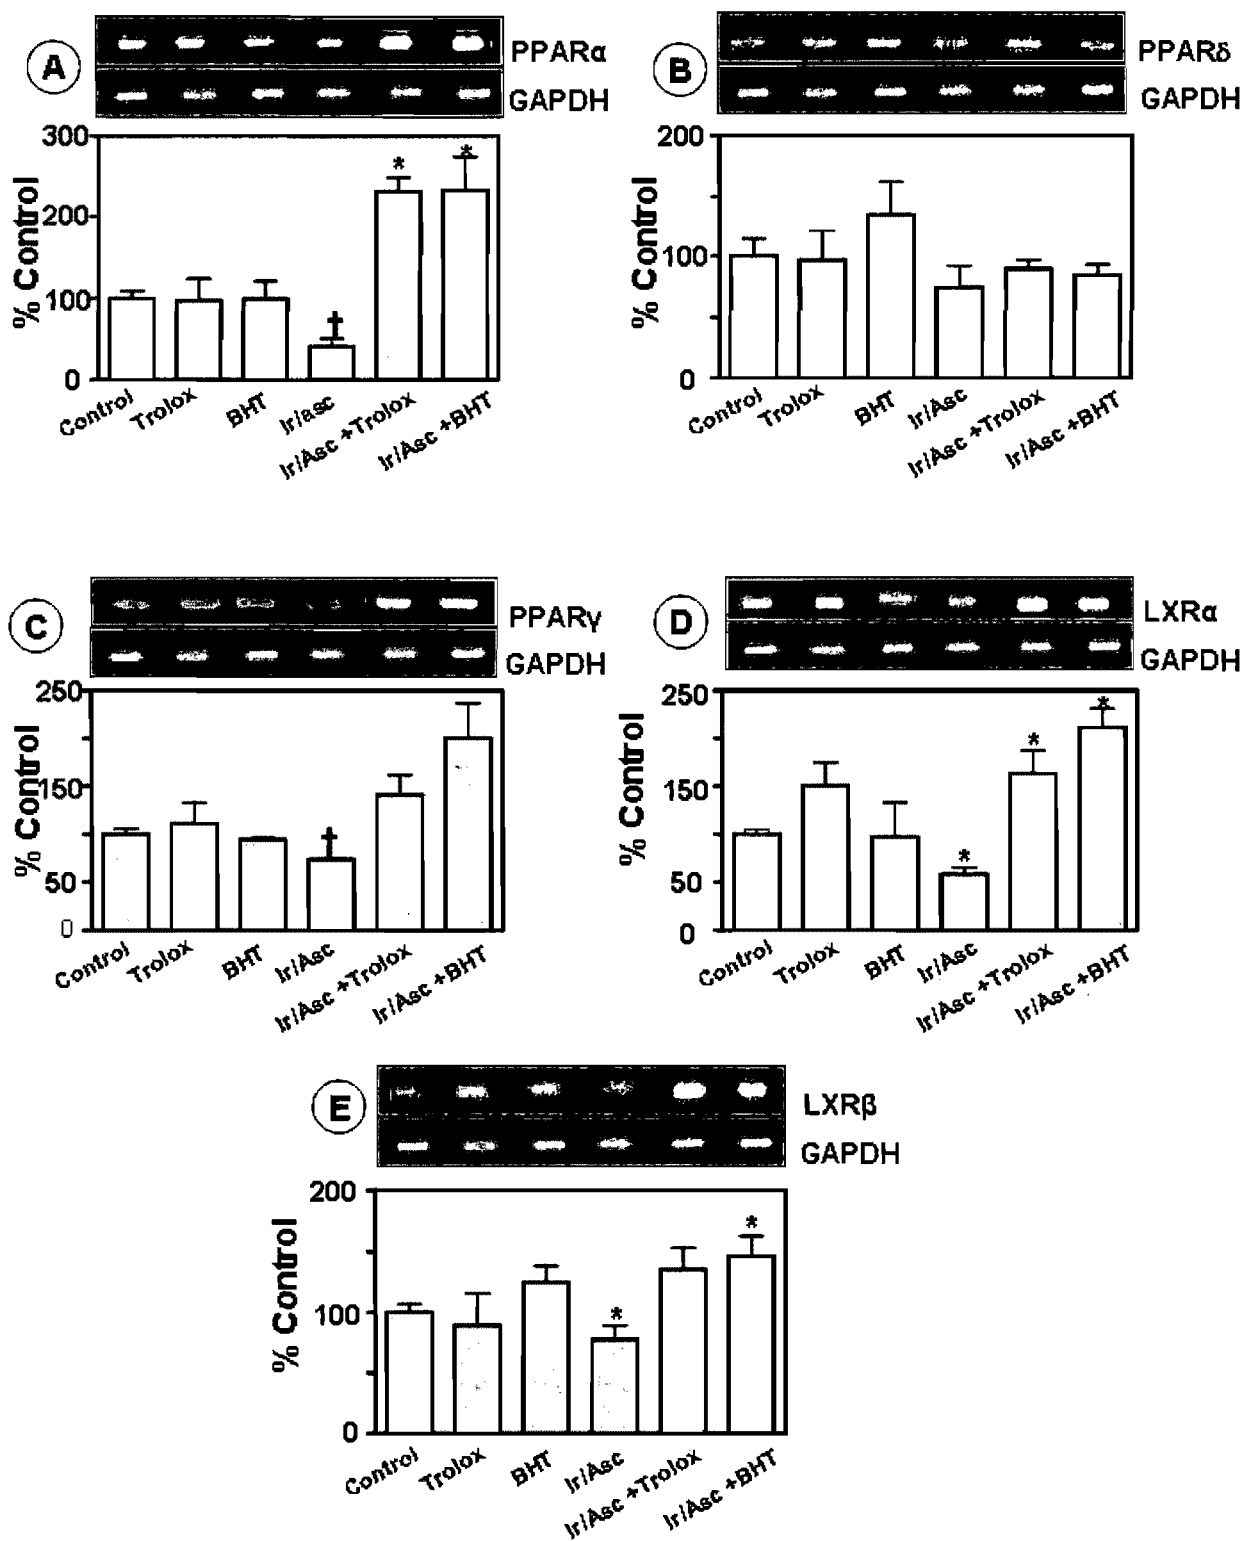 A
PPARα
GAPDH
300
200
100
0
% Control
†
*
*
Control
Trolox
BHT
Ir/asc
Ir/Asc +Trolox
Ir/Asc +BHT
B
PPARδ
GAPDH
200
100
0
% Control
Control
Trolox
BHT
Ir/Asc
Ir/Asc +Trolox
Ir/Asc +BHT
C
PPARγ
GAPDH
250
150
50
0
% Control
†
Control
Trolox
BHT
Ir/Asc
Ir/Asc +Trolox
Ir/Asc +BHT
D
LXRα
GAPDH
250
150
50
0
% Control
*
*
*
Control
Trolox
BHT
Ir/Asc
Ir/Asc +Trolox
Ir/Asc +BHT
E
LXRβ
GAPDH
200
100
0
% Control
*
*
Control
Trolox
BHT
Ir/Asc
Ir/Asc +Trolox
Ir/Asc +BHT